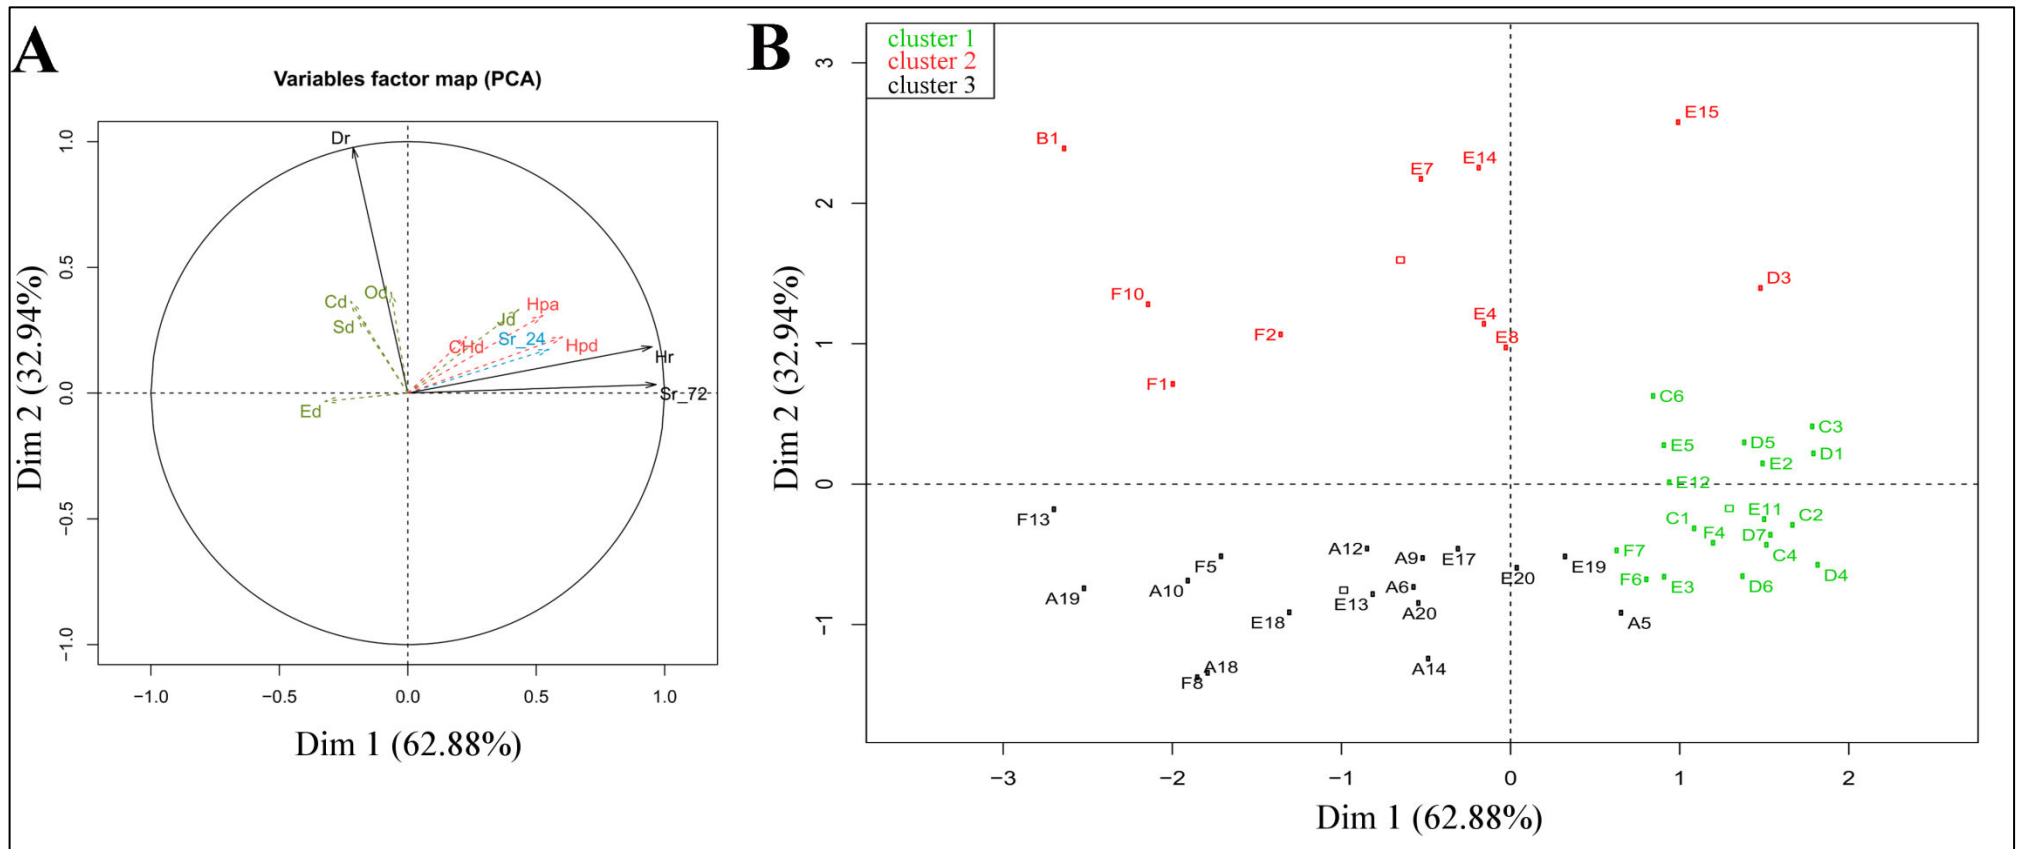 A
Variables factor map (PCA)
Dim 2 (32.94%)
1.0
0.5
0.0
−0.5
−1.0
Dr
Cd
Od
Sd
Ed
Jd
Hpa
Sr_24
CHd
Hpd
Hr
Sr_72
−1.0
−0.5
0.0
0.5
1.0
Dim 1 (62.88%)
B
cluster 1
cluster 2
cluster 3
Dim 2 (32.94%)
3
2
1
0
−1
B1
E15
E7
E14
D3
F10
F2
E4
E8
F1
C6
C3
E5
D5
D1
E2
E12
F13
C1
E11
C2
F4
D7
C4
F7
F6
E3
D6
D4
A12
A9
E17
E20
E19
F5
A10
A19
A6
E13
A20
E18
A5
A18
F8
A14
−3
−2
−1
0
1
2
Dim 1 (62.88%)